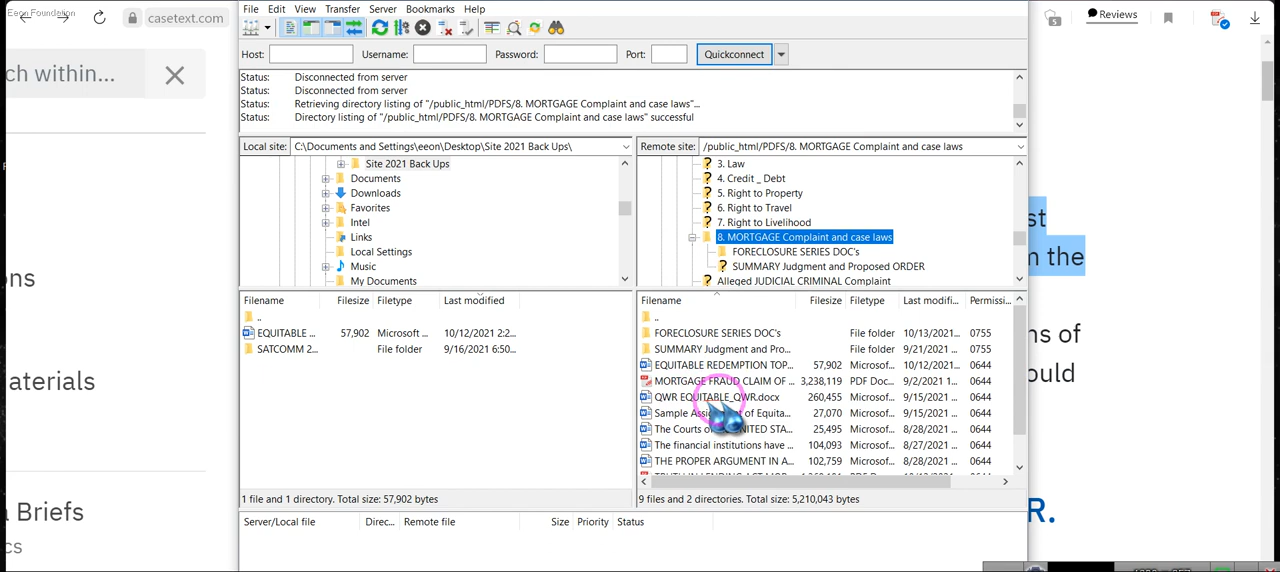 Eeon Foundation
casetext.com
ch within...
ons
aterials
a Briefs
cs
File Edit View Transfer Server Bookmarks Help
Host: Username: Password: Port: Quickconnect
Status: Disconnected from server
Status: Disconnected from server
Status: Retrieving directory listing of "/public_html/PDFS/8. MORTGAGE Complaint and case laws"...
Status: Directory listing of "/public_html/PDFS/8. MORTGAGE Complaint and case laws" successful
Local site: C:\Documents and Settings\eeon\Desktop\Site 2021 Back Ups\
Site 2021 Back Ups
Documents
Downloads
Favorites
Intel
Links
Local Settings
Music
My Documents
Filename Filesize Filetype Last modified
..
EQUITABLE ... 57,902 Microsoft ... 10/12/2021 2:2...
SATCOMM 2... File folder 9/16/2021 6:50...
1 file and 1 directory. Total size: 57,902 bytes
Remote site: /public_html/PDFS/8. MORTGAGE Complaint and case laws
3. Law
4. Credit _ Debt
5. Right to Property
6. Right to Travel
7. Right to Livelihood
8. MORTGAGE Complaint and case laws
FORECLOSURE SERIES DOC's
SUMMARY Judgment and Proposed ORDER
Alleged JUDICIAL CRIMINAL Complaint
Filename Filesize Filetype Last modifi... Permissi...
..
FORECLOSURE SERIES DOC's File folder 10/13/2021... 0755
SUMMARY Judgment and Pro... File folder 9/21/2021 ... 0755
EQUITABLE REDEMPTION TOP... 57,902 Microsof... 9/15/2021 ... 0644
MORTGAGE FRAUD CLAIM OF ... 3,238,119 PDF Doc... 9/2/2021 1... 0644
QWR EQUITABLE_QWR.docx 260,455 Microsof... 9/15/2021 ... 0644
Sample Assi of Equita... 27,070 Microsof... 9/15/2021 ... 0644
The Courts o UNITED STA... 25,495 Microsof... 8/28/2021 ... 0644
The financial institutions have ... 104,093 Microsof... 8/27/2021 ... 0644
THE PROPER ARGUMENT IN A... 102,759 Microsof... 8/28/2021 ... 0644
9 files and 2 directories. Total size: 5,210,043 bytes
Server/Local file Direc... Remote file Size Priority Status
Reviews
st
m the
ns of
ould
R.